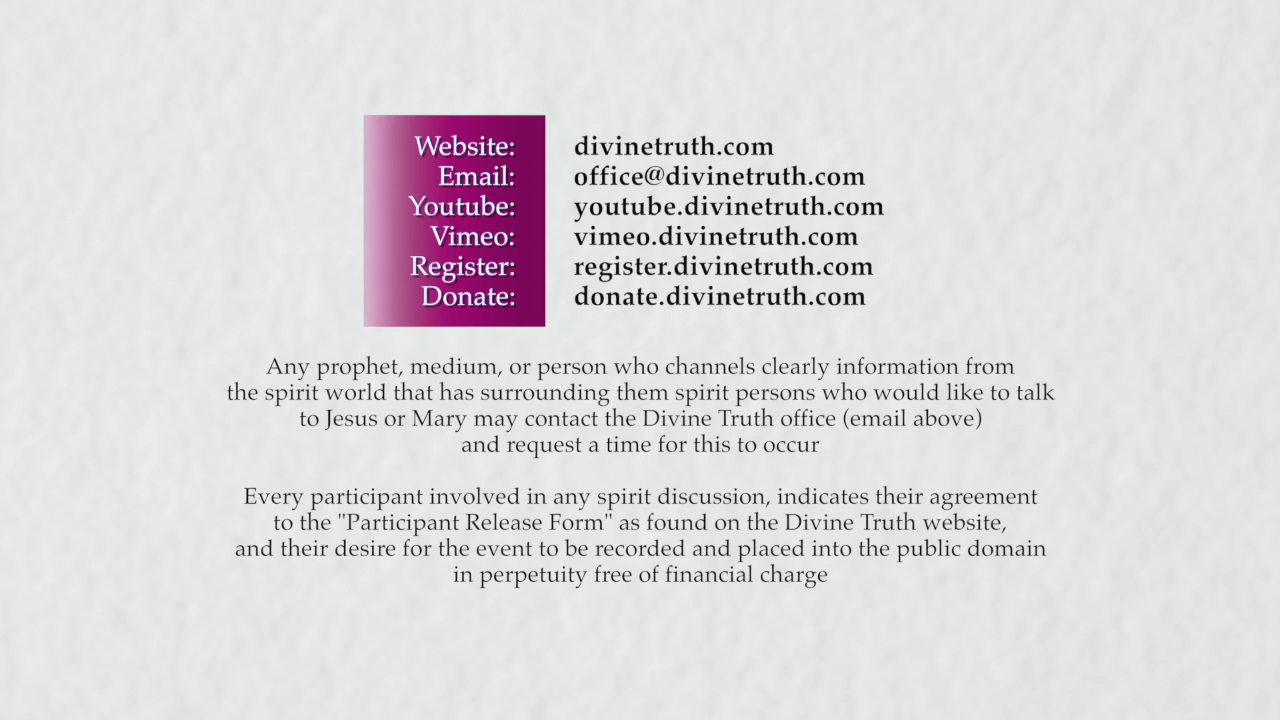 Website: divinetruth.com
Email: office@divinetruth.com
Youtube: youtube.divinetruth.com
Vimeo: vimeo.divinetruth.com
Register: register.divinetruth.com
Donate: donate.divinetruth.com
Any prophet, medium, or person who channels clearly information from
the spirit world that has surrounding them spirit persons who would like to talk
to Jesus or Mary may contact the Divine Truth office (email above)
and request a time for this to occur
Every participant involved in any spirit discussion, indicates their agreement
to the "Participant Release Form" as found on the Divine Truth website,
and their desire for the event to be recorded and placed into the public domain
in perpetuity free of financial charge